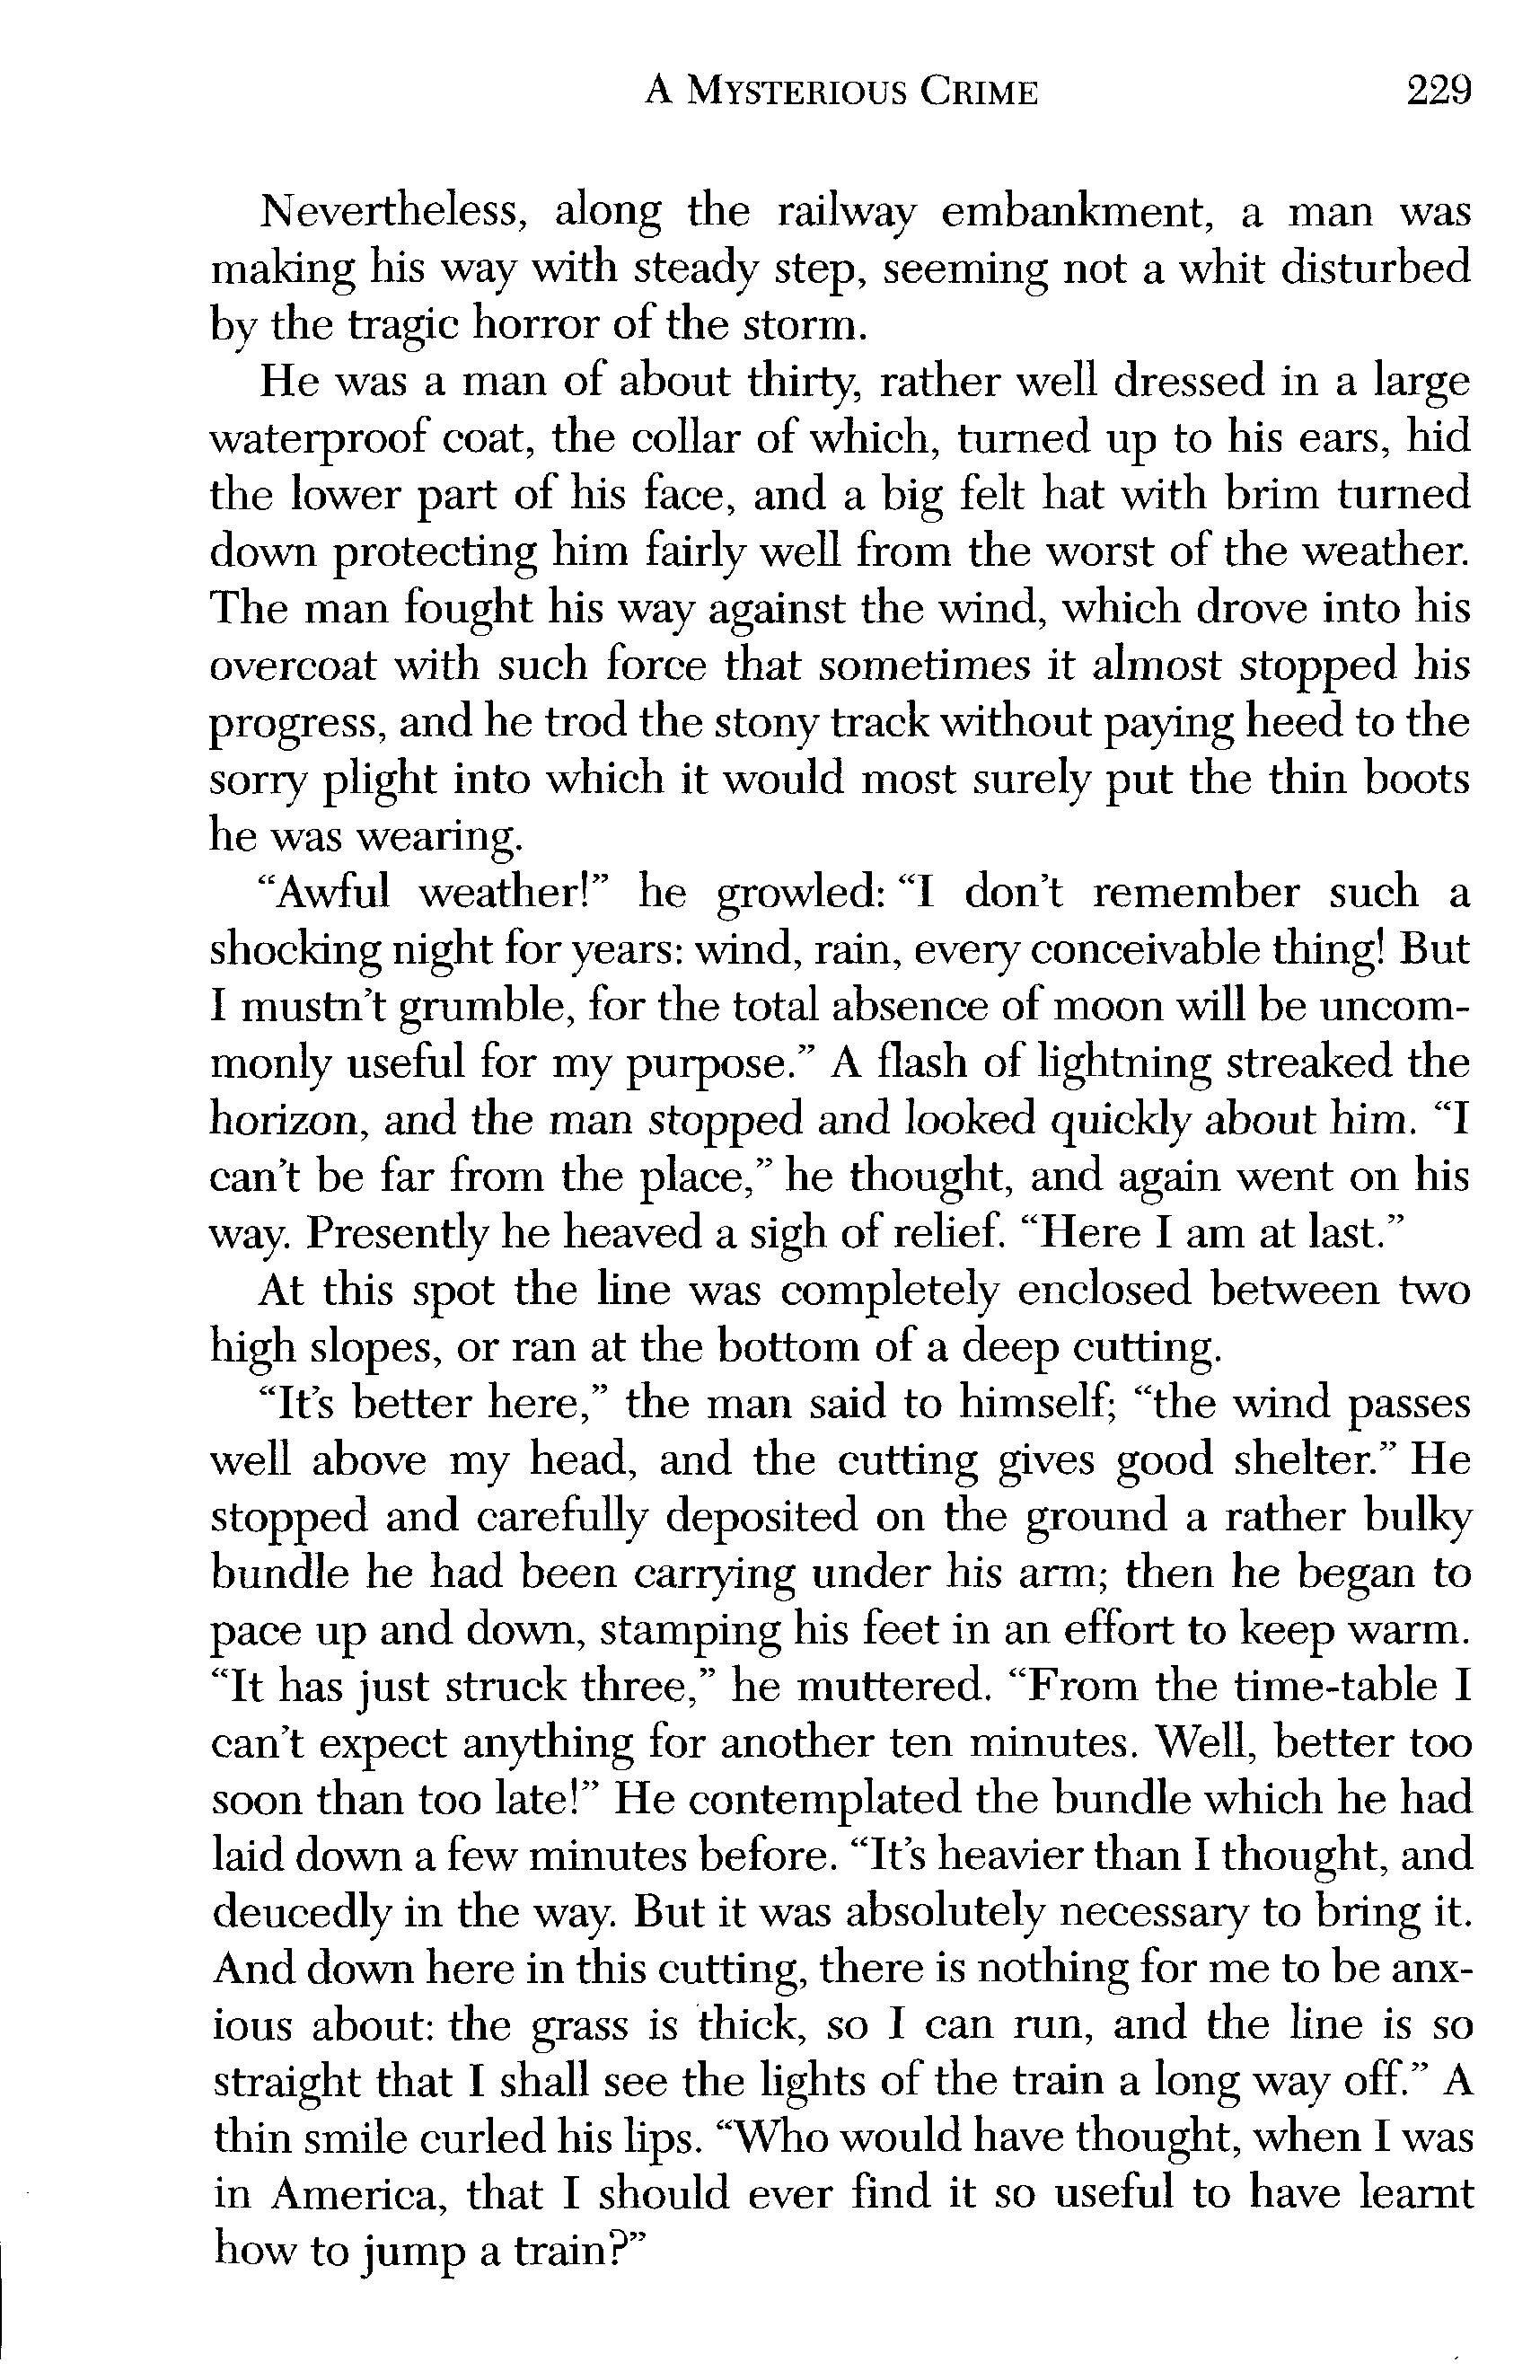 A MYSTERIOUS CRIME 229
Nevertheless, along the railway embankment, a man was
making his way with steady step, seeming not a whit disturbed
by the tragic horror of the storm.
He was a man of about thirty, rather well dressed in a large
waterproof coat, the collar of which, turned up to his ears, hid
the lower part of his face, and a big felt hat with brim turned
down protecting him fairly well from the worst of the weather.
The man fought his way against the wind, which drove into his
overcoat with such force that sometimes it almost stopped his
progress, and he trod the stony track without paying heed to the
sorry plight into which it would most surely put the thin boots
he was wearing.
“Awful weather!” he growled: “I don’t remember such a
shocking night for years: wind, rain, every conceivable thing! But
I mustn’t grumble, for the total absence of moon will be uncom-
monly useful for my purpose.” A flash of lightning streaked the
horizon, and the man stopped and looked quickly about him. “I
can’t be far from the place,” he thought, and again went on his
way. Presently he heaved a sigh of relief. “Here I am at last.”
At this spot the line was completely enclosed between two
high slopes, or ran at the bottom of a deep cutting.
“It’s better here,” the man said to himself; “the wind passes
well above my head, and the cutting gives good shelter.” He
stopped and carefully deposited on the ground a rather bulky
bundle he had been carrying under his arm; then he began to
pace up and down, stamping his feet in an effort to keep warm.
“It has just struck three,” he muttered. “From the time-table I
can’t expect anything for another ten minutes. Well, better too
soon than too late!” He contemplated the bundle which he had
laid down a few minutes before. “It’s heavier than I thought, and
deucedly in the way. But it was absolutely necessary to bring it.
And down here in this cutting, there is nothing for me to be anx-
ious about: the grass is thick, so I can run, and the line is so
straight that I shall see the lights of the train a long way off.” A
thin smile curled his lips. “Who would have thought, when I was
in America, that I should ever find it so useful to have learnt
how to jump a train?”